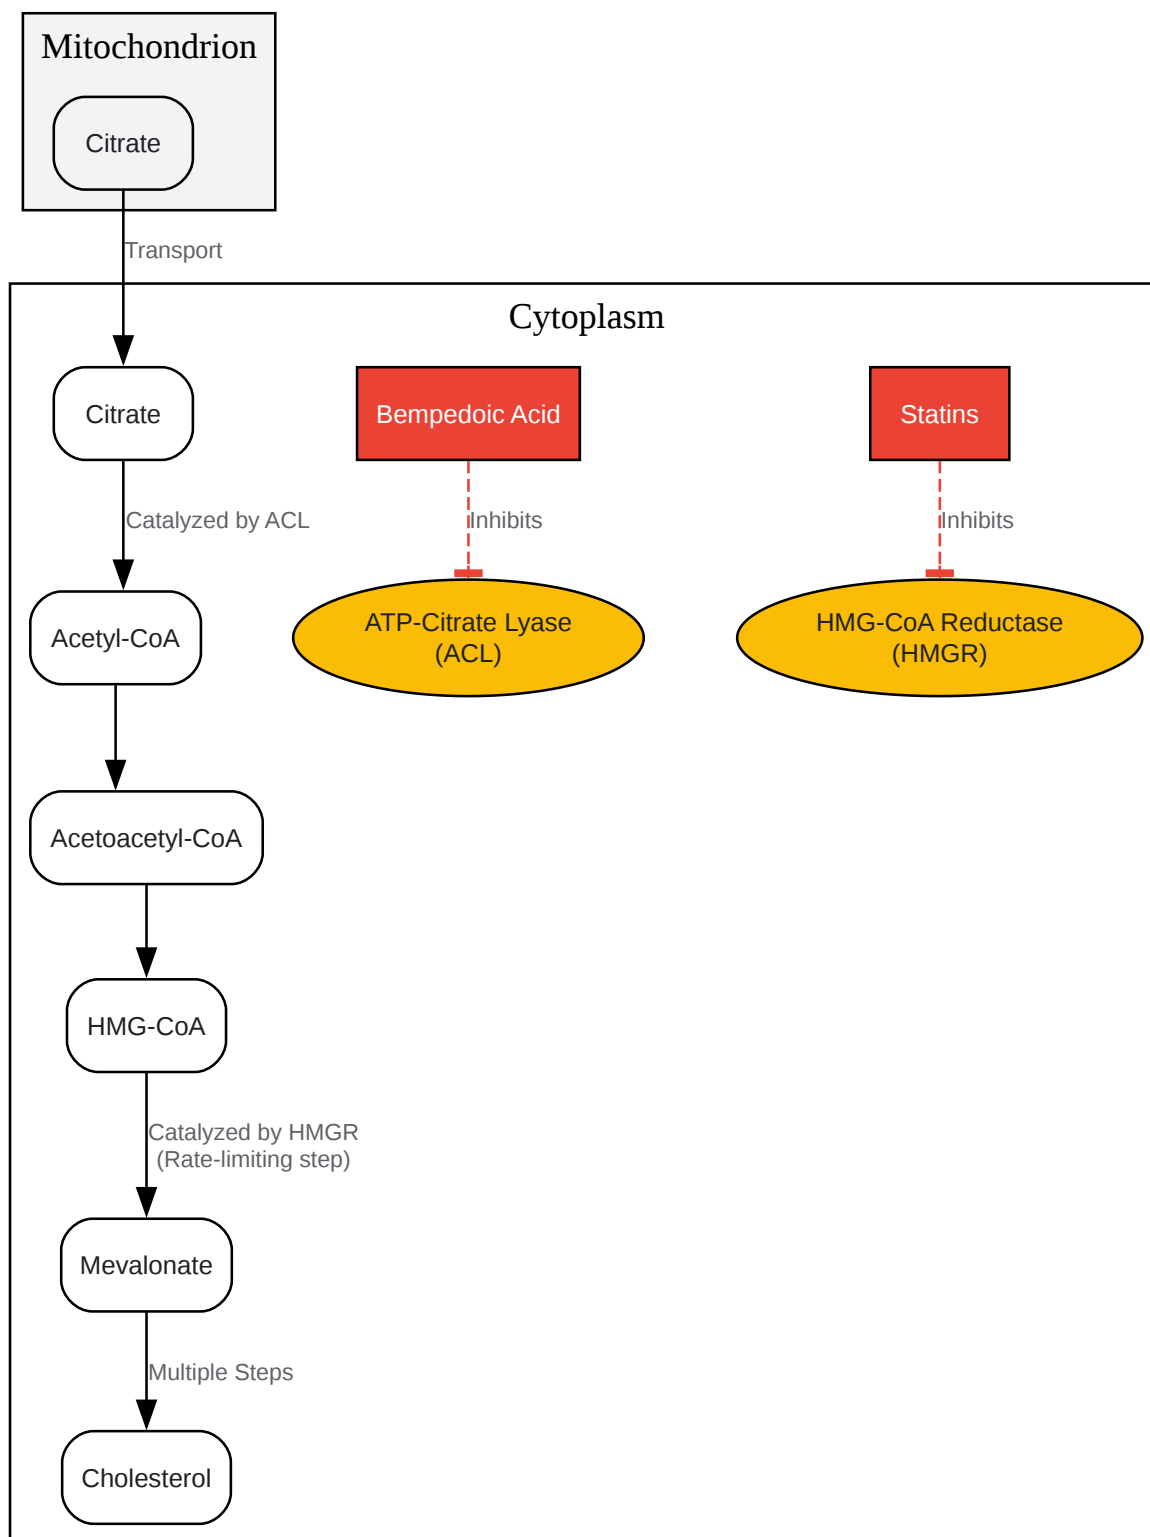 Mitochondrion
Citrate
Transport
Cytoplasm
Citrate
Bempedoic Acid
Statins
Catalyzed by ACL
Inhibits
Inhibits
Acetyl-CoA
ATP-Citrate Lyase
(ACL)
HMG-CoA Reductase
(HMGR)
Acetoacetyl-CoA
HMG-CoA
Catalyzed by HMGR
(Rate-limiting step)
Mevalonate
Multiple Steps
Cholesterol